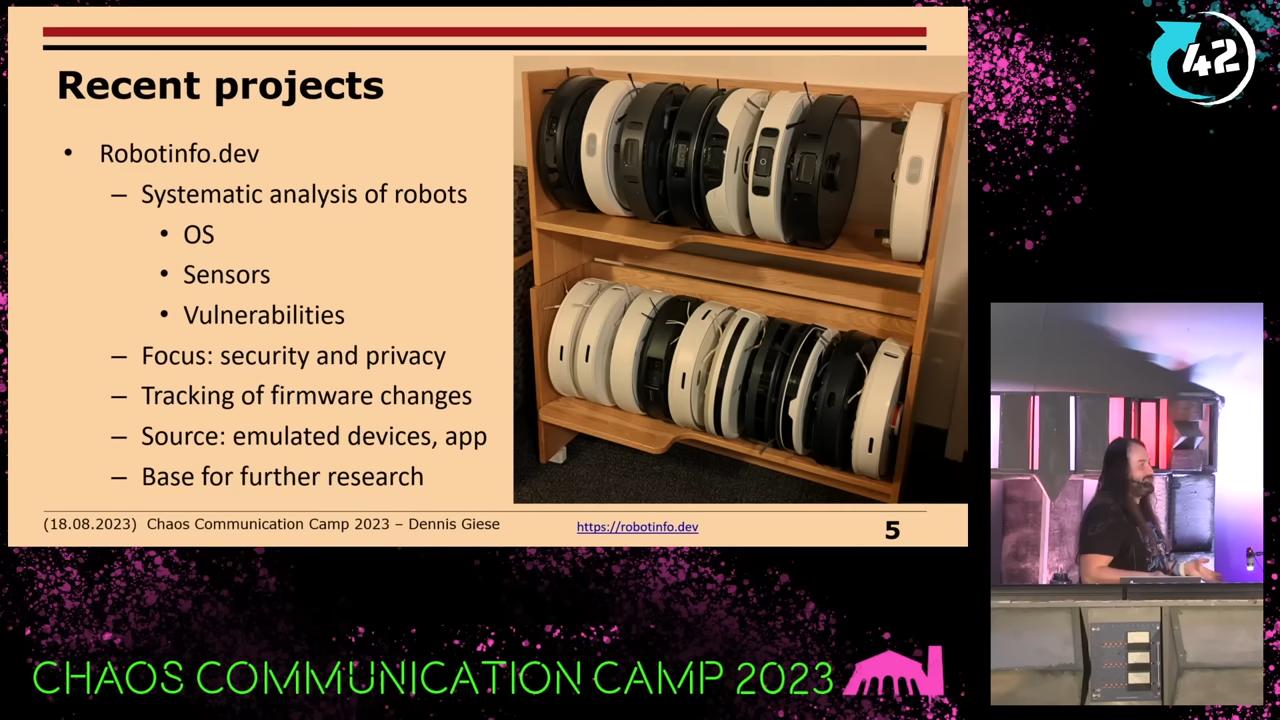 42
Recent projects
• Robotinfo.dev
– Systematic analysis of robots
• OS
• Sensors
• Vulnerabilities
– Focus: security and privacy
– Tracking of firmware changes
– Source: emulated devices, app
– Base for further research
(18.08.2023) Chaos Communication Camp 2023 – Dennis Giese
https://robotinfo.dev
5
CHAOS COMMUNICATION CAMP 2023